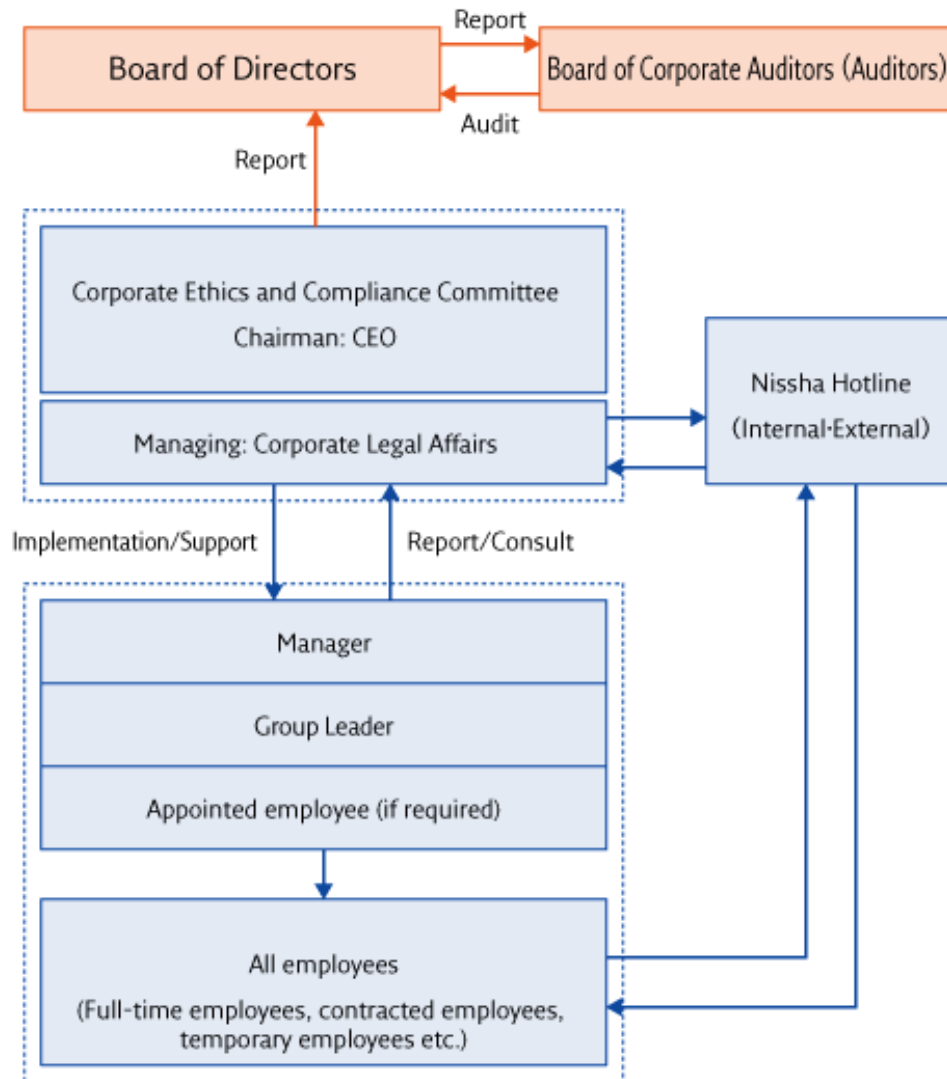 Report
Board of Directors
Board of Corporate Auditors (Auditors)
Audit
Report
Corporate Ethics and Compliance Committee
Chairman: CEO
Nissha Hotline
(Internal·External)
Managing: Corporate Legal Affairs
Implementation/Support
Report/Consult
Manager
Group Leader
Appointed employee (if required)
All employees
(Full-time employees, contracted employees,
temporary employees etc.)